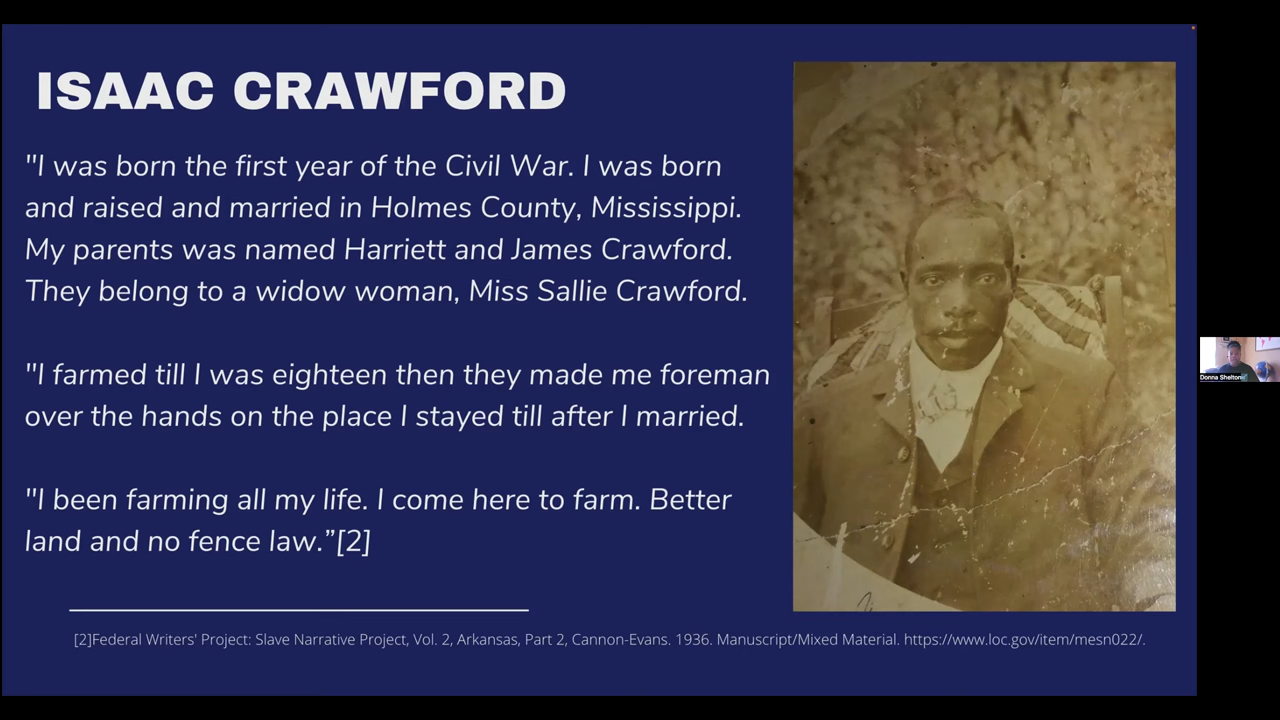 ISAAC CRAWFORD
"I was born the first year of the Civil War. I was born
and raised and married in Holmes County, Mississippi.
My parents was named Harriett and James Crawford.
They belong to a widow woman, Miss Sallie Crawford.
"I farmed till I was eighteen then they made me foreman
over the hands on the place I stayed till after I married.
"I been farming all my life. I come here to farm. Better
land and no fence law.”[2]
[2]Federal Writers' Project: Slave Narrative Project, Vol. 2, Arkansas, Part 2, Cannon-Evans. 1936. Manuscript/Mixed Material. https://www.loc.gov/item/mesn022/.
Donna Shelton